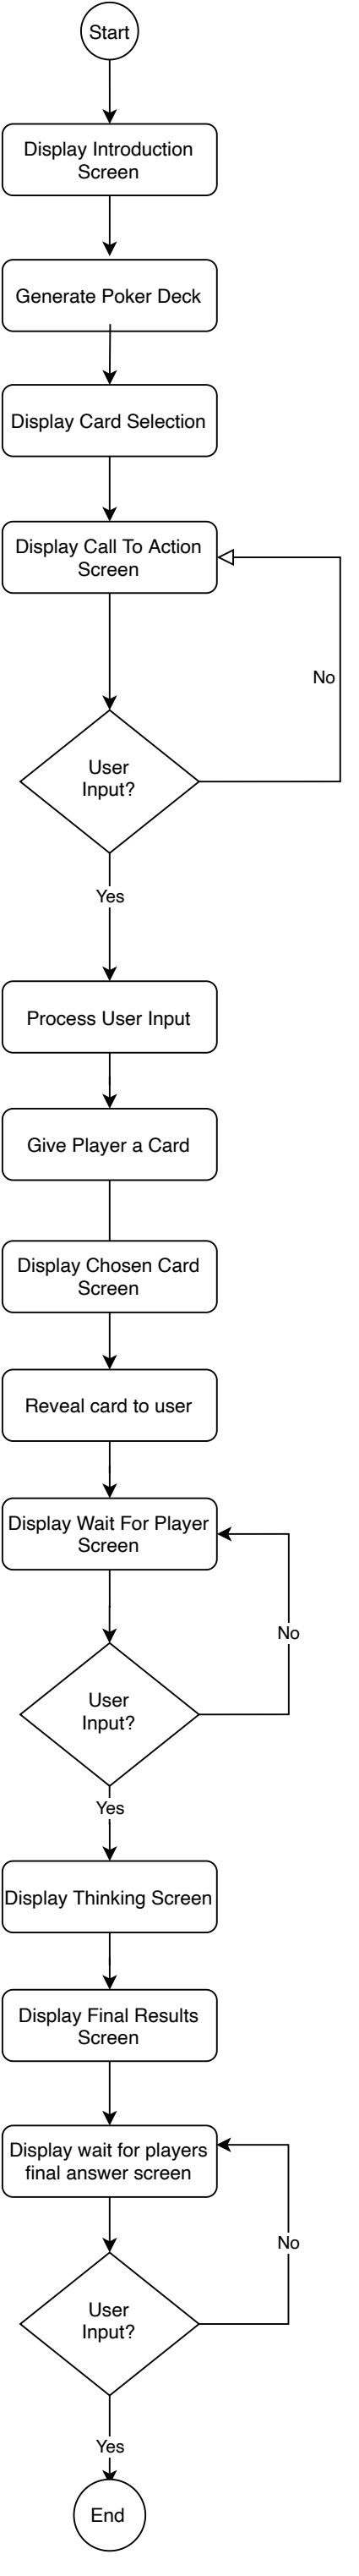 Start
Display Introduction
Screen
Generate Poker Deck
Display Card Selection
Display Call To Action
Screen
No
User
Input?
Yes
Process User Input
Give Player a Card
Display Chosen Card
Screen
Reveal card to user
Display Wait For Player
Screen
No
User
Input?
Yes
Display Thinking Screen
Display Final Results
Screen
Display wait for players
final answer screen
No
User
Input?
Yes
End